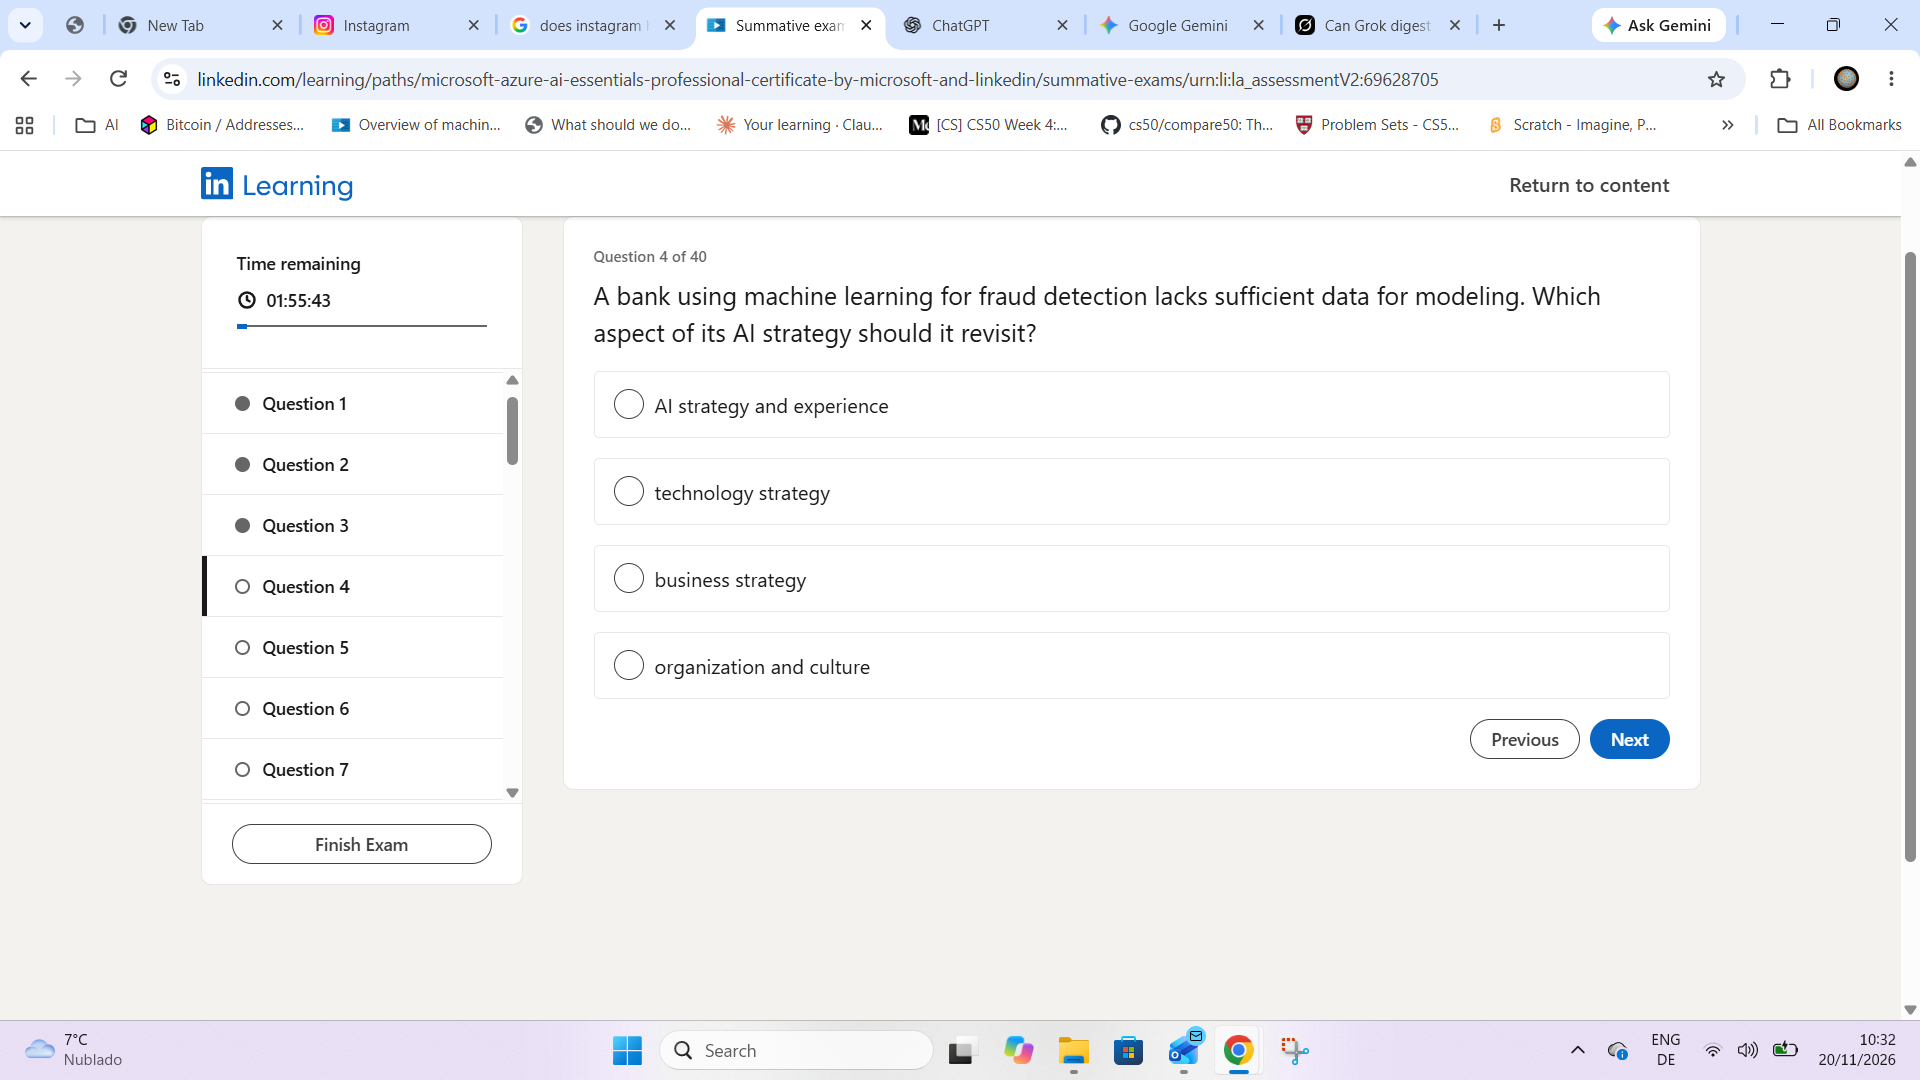 New Tab
Instagram
does instagram
Summative exam
ChatGPT
Google Gemini
Can Grok digest
Ask Gemini
linkedin.com/learning/paths/microsoft-azure-ai-essentials-professional-certificate-by-microsoft-and-linkedin/summative-exams/urn:li:la_assessmentV2:69628705
AI
Bitcoin / Addresses...
Overview of machin...
What should we do...
Your learning · Clau...
[CS] CS50 Week 4:...
cs50/compare50: Th...
Problem Sets - CS5...
Scratch - Imagine, P...
All Bookmarks
in Learning
Return to content
Time remaining
01:55:43
Question 1
Question 2
Question 3
Question 4
Question 5
Question 6
Question 7
Finish Exam
Question 4 of 40
A bank using machine learning for fraud detection lacks sufficient data for modeling. Which
aspect of its AI strategy should it revisit?
AI strategy and experience
technology strategy
business strategy
organization and culture
Previous
Next
7°C
Nublado
Search
ENG
DE
10:32
20/11/2026